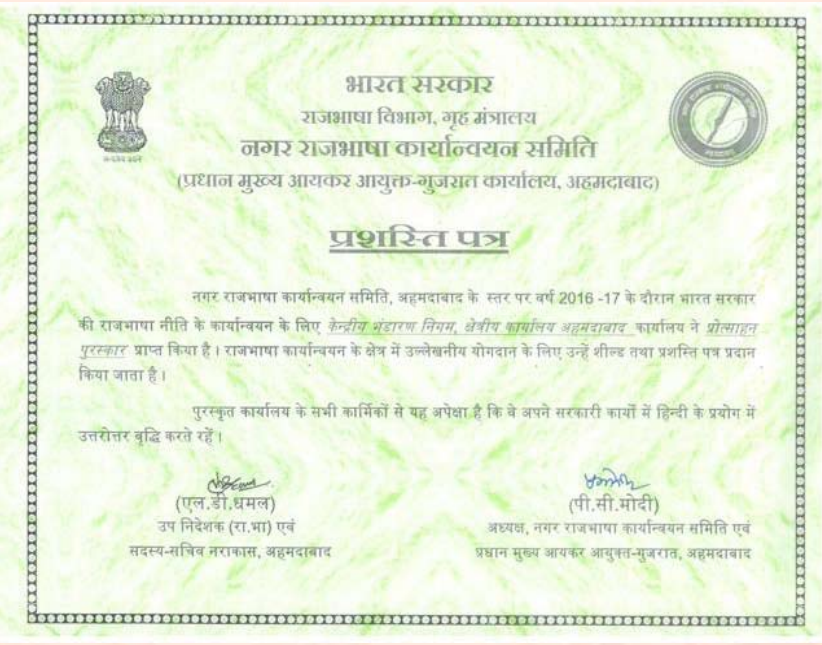 भारत सरकार
राजभाषा विभाग, गृह मंत्रालय
नगर राजभाषा कार्यान्वयन समिति
(प्रधान मुख्य आयकर आयुक्त-गुजरात कार्यालय, अहमदाबाद)
प्रशस्ति पत्र
नगर राजभाषा कार्यान्वयन समिति, अहमदाबाद के स्तर पर वर्ष 2016 -17 के दौरान भारत सरकार
की राजभाषा नीति के कार्यान्वयन के लिए केन्द्रीय भंडारण निगम, क्षेत्रीय कार्यालय अहमदाबाद कार्यालय ने प्रोत्साहन
पुरस्कार प्राप्त किया है। राजभाषा कार्यान्वयन के क्षेत्र में उल्लेखनीय योगदान के लिए उन्हें शील्ड तथा प्रशस्ति पत्र प्रदान
किया जाता है।
पुरस्कृत कार्यालय के सभी कार्मिकों से यह अपेक्षा है कि वे अपने सरकारी कार्यों में हिन्दी के प्रयोग में
उत्तरोत्तर वृद्धि करते रहें।
(एल.डी.धमल)
उप निदेशक (रा.भा) एवं
सदस्य-सचिव नराकास, अहमदाबाद
(पी.सी.मोदी)
अध्यक्ष, नगर राजभाषा कार्यान्वयन समिति एवं
प्रधान मुख्य आयकर आयुक्त-गुजरात, अहमदाबाद